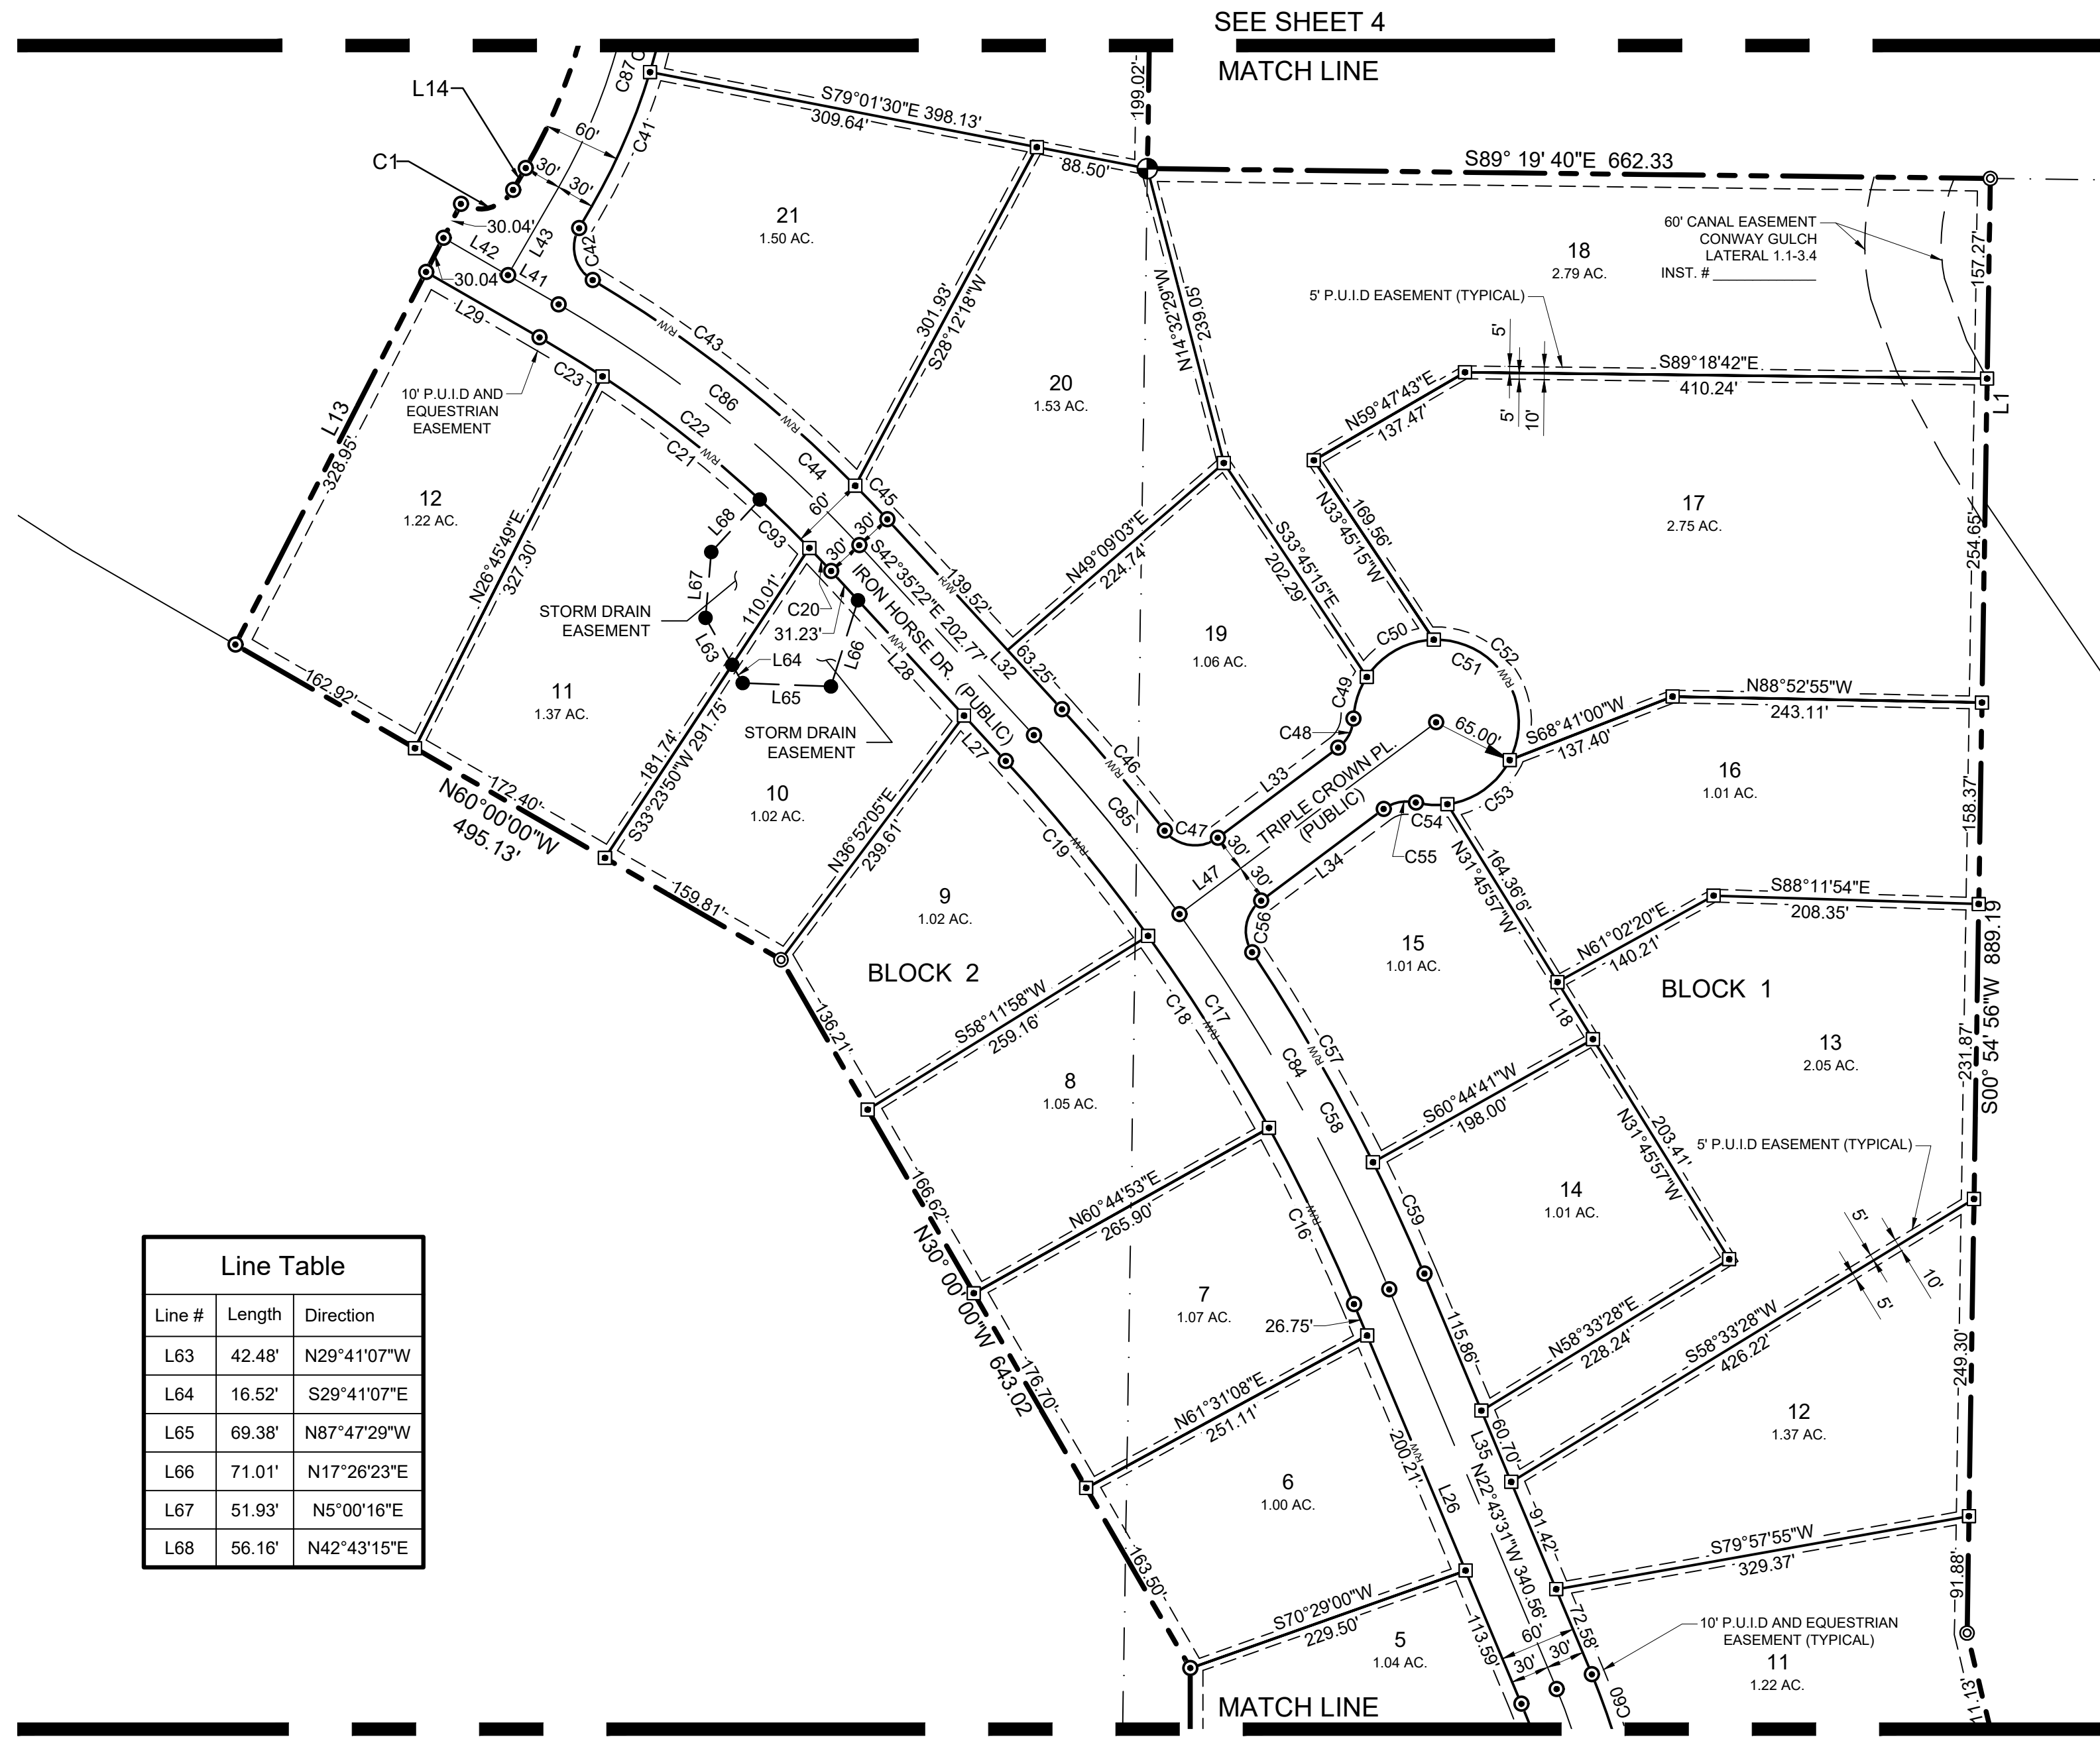 SEE SHEET 4
MATCH LINE
L14
C1
60'
30'
30'
30.04'
30.04'
L42
L43
L41
L29
C23
C87
C41
C42
C43
R/W
S79°01'30"E 398.13'
309.64'
88.50'
199.02'
S89° 19' 40"E 662.33
21
1.50 AC.
301.93'
S28°12'18"W
20
1.53 AC.
N14°32'29"W
239.05'
18
2.79 AC.
60' CANAL EASEMENT
CONWAY GULCH
LATERAL 1.1-3.4
INST. # ______________
157.27'
5' P.U.I.D EASEMENT (TYPICAL)
5'
5'
10'
S89°18'42"E
410.24'
L1
N59°47'43"E
137.47'
L13
328.95'
10' P.U.I.D AND
EQUESTRIAN
EASEMENT
12
1.22 AC.
N26°45'49"E
327.30'
C22
R/W
C21
C86
R/W
C44
C45
60'
30'
30'
L68
C93
L67
L63
STORM DRAIN
EASEMENT
110.01'
C20
31.23'
L64
L65
L66
STORM DRAIN
EASEMENT
IRON HORSE DR.
(PUBLIC)
R/W
L28
S42°35'22"E 202.77'
139.52'
R/W
L32
63.25'
N49°09'03"E
224.74'
S33°45'15"E
202.29'
19
1.06 AC.
169.56'
N33°45'15"W
17
2.75 AC.
254.65'
C50
C51
C52
R/W
C49
C48
65.00'
L33
TRIPLE CROWN PL.
(PUBLIC)
S68°41'00"W
137.40'
N88°52'55"W
243.11'
16
1.01 AC.
158.37'
C53
C54
C55
L34
162.92'
11
1.37 AC.
181.74'
S33°23'50"W 291.75'
172.40'
N60°00'00"W
495.13'
10
1.02 AC.
N36°52'05"E
239.61'
L27
C46
R/W
C85
C47
C19
R/W
30'
30'
L47
C56
159.81'
9
1.02 AC.
BLOCK 2
15
1.01 AC.
164.36'6
N31°45'57"W
S88°11'54"E
208.35'
N61°02'20"E
140.21'
BLOCK 1
L18
13
2.05 AC.
231.87'
S00° 54' 56"W 889.19
136.21'
S58°11'58"W
259.16'
C17
R/W
C18
C84
C57
R/W
C58
8
1.05 AC.
S60°44'41"W
198.00'
203.41'
N31°45'57"W
5' P.U.I.D EASEMENT (TYPICAL)
166.62'
N60°44'53"E
265.90'
R/W
C16
C59
14
1.01 AC.
5'
5'
10'
N30° 00' 00"W 643.02
7
1.07 AC.
26.75'
115.86'
N58°33'28"E
228.24'
S58°33'28"W
426.22'
249.30'
176.70'
N61°31'08"E
251.11'
R/W
200.21'
60.70'
L35
L26
12
1.37 AC.
6
1.00 AC.
N22°43'31"W 340.56'
91.42'
S79°57'55"W
329.37'
91.88'
163.50'
S70°29'00"W
229.50'
113.59'
60'
30'
30'
72.58'
10' P.U.I.D AND EQUESTRIAN
EASEMENT (TYPICAL)
5
1.04 AC.
11
1.22 AC.
C60
11.13'
MATCH LINE
Line Table
Line # Length Direction
L63 42.48' N29°41'07"W
L64 16.52' S29°41'07"E
L65 69.38' N87°47'29"W
L66 71.01' N17°26'23"E
L67 51.93' N5°00'16"E
L68 56.16' N42°43'15"E